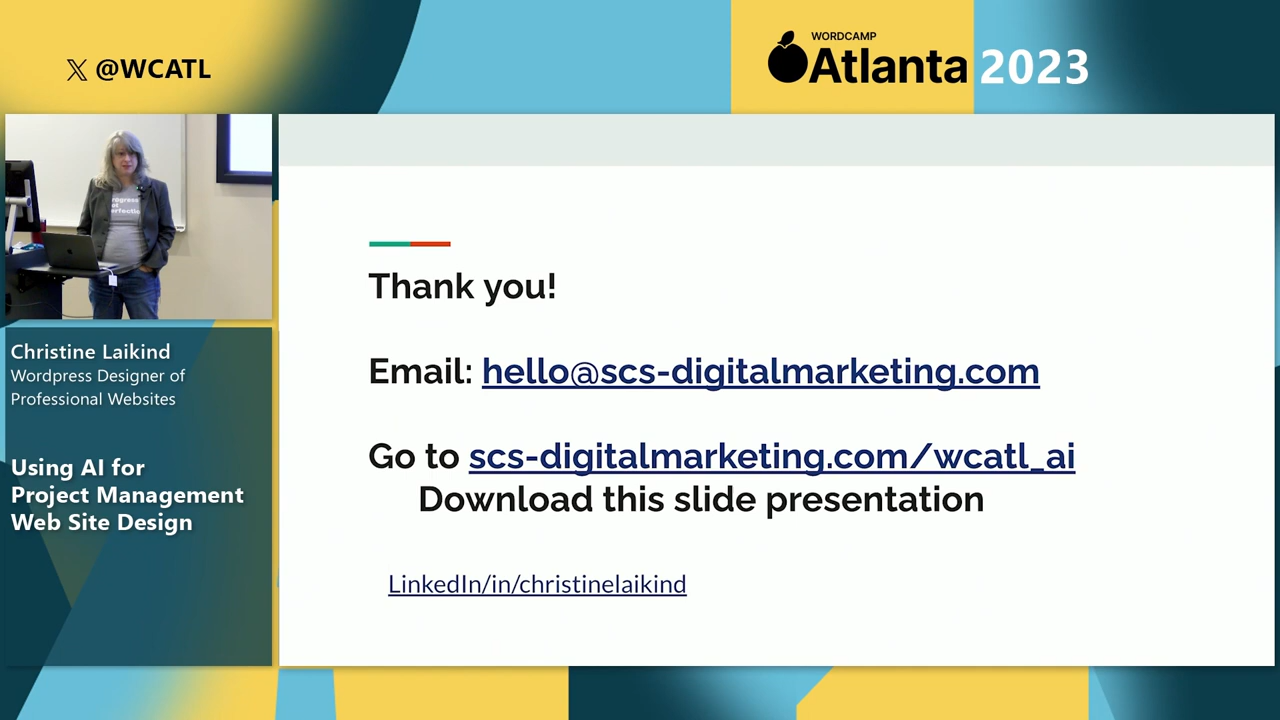 𝕏 @WCATL
WORDCAMP
Atlanta 2023
Christine Laikind
Wordpress Designer of
Professional Websites
Using AI for
Project Management
Web Site Design
Thank you!
Email: hello@scs-digitalmarketing.com
Go to scs-digitalmarketing.com/wcatl_ai
Download this slide presentation
LinkedIn/in/christinelaikind